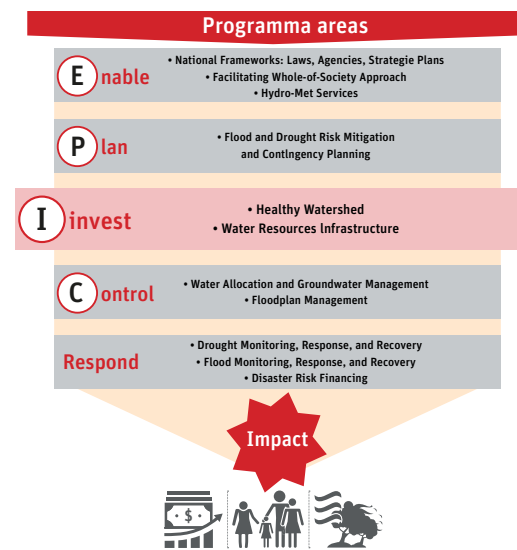 Programma areas
E nable
• National Frameworks: Laws, Agencies, Strategie Plans
• Facilitating Whole-of-Society Approach
• Hydro-Met Services
P lan
• Flood and Drought Risk Mitigation
and Contlngency Planning
I invest
• Healthy Watershed
• Water Resources lnfrastructure
C ontrol
• Water Allocation and Groundwater Management
• Floodplan Management
Respond
• Drought Monitoring, Response, and Recovery
• Flood Monitoring, Response, and Recovery
• Disaster Risk Financing
Impact
$